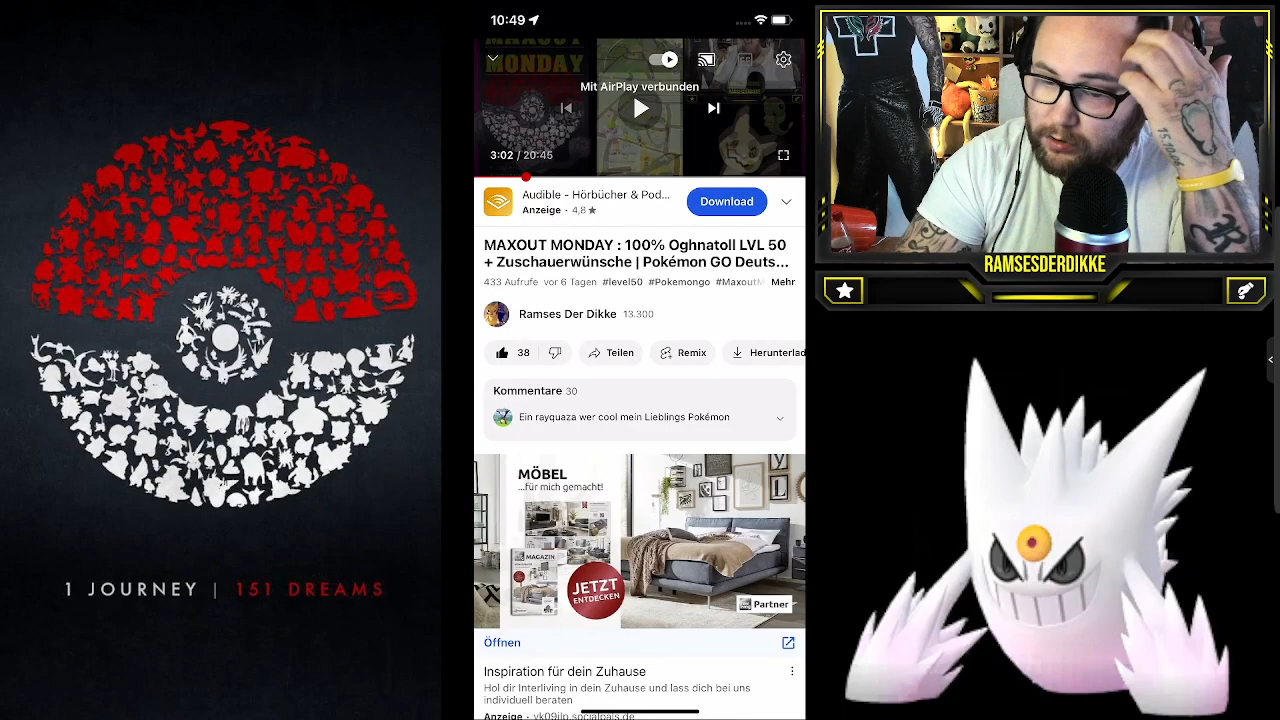 1 JOURNEY | 151 DREAMS
10:49
MAXOUT
MONDAY
Mit AirPlay verbunden
3:02 / 20:45
Audible - Hörbücher & Pod...
Anzeige · 4,8 ★
Download
MAXOUT MONDAY : 100% Oghnatoll LVL 50
+ Zuschauerwünsche | Pokémon GO Deuts...
433 Aufrufe vor 6 Tagen #level50 #Pokemongo #MaxoutM Mehr
Ramses Der Dikke 13.300
38
Teilen
Remix
Herunterlad
Kommentare 30
Ein rayquaza wer cool mein Lieblings Pokémon
MÖBEL
...für mich gemacht!
MAGAZIN
JETZT
ENTDECKEN
Partner
Öffnen
Inspiration für dein Zuhause
Hol dir Interliving in dein Zuhause und lass dich bei uns
individuell beraten
Anzeige · vk09jlp.socialpals.de
RAMSESDERDIKKE